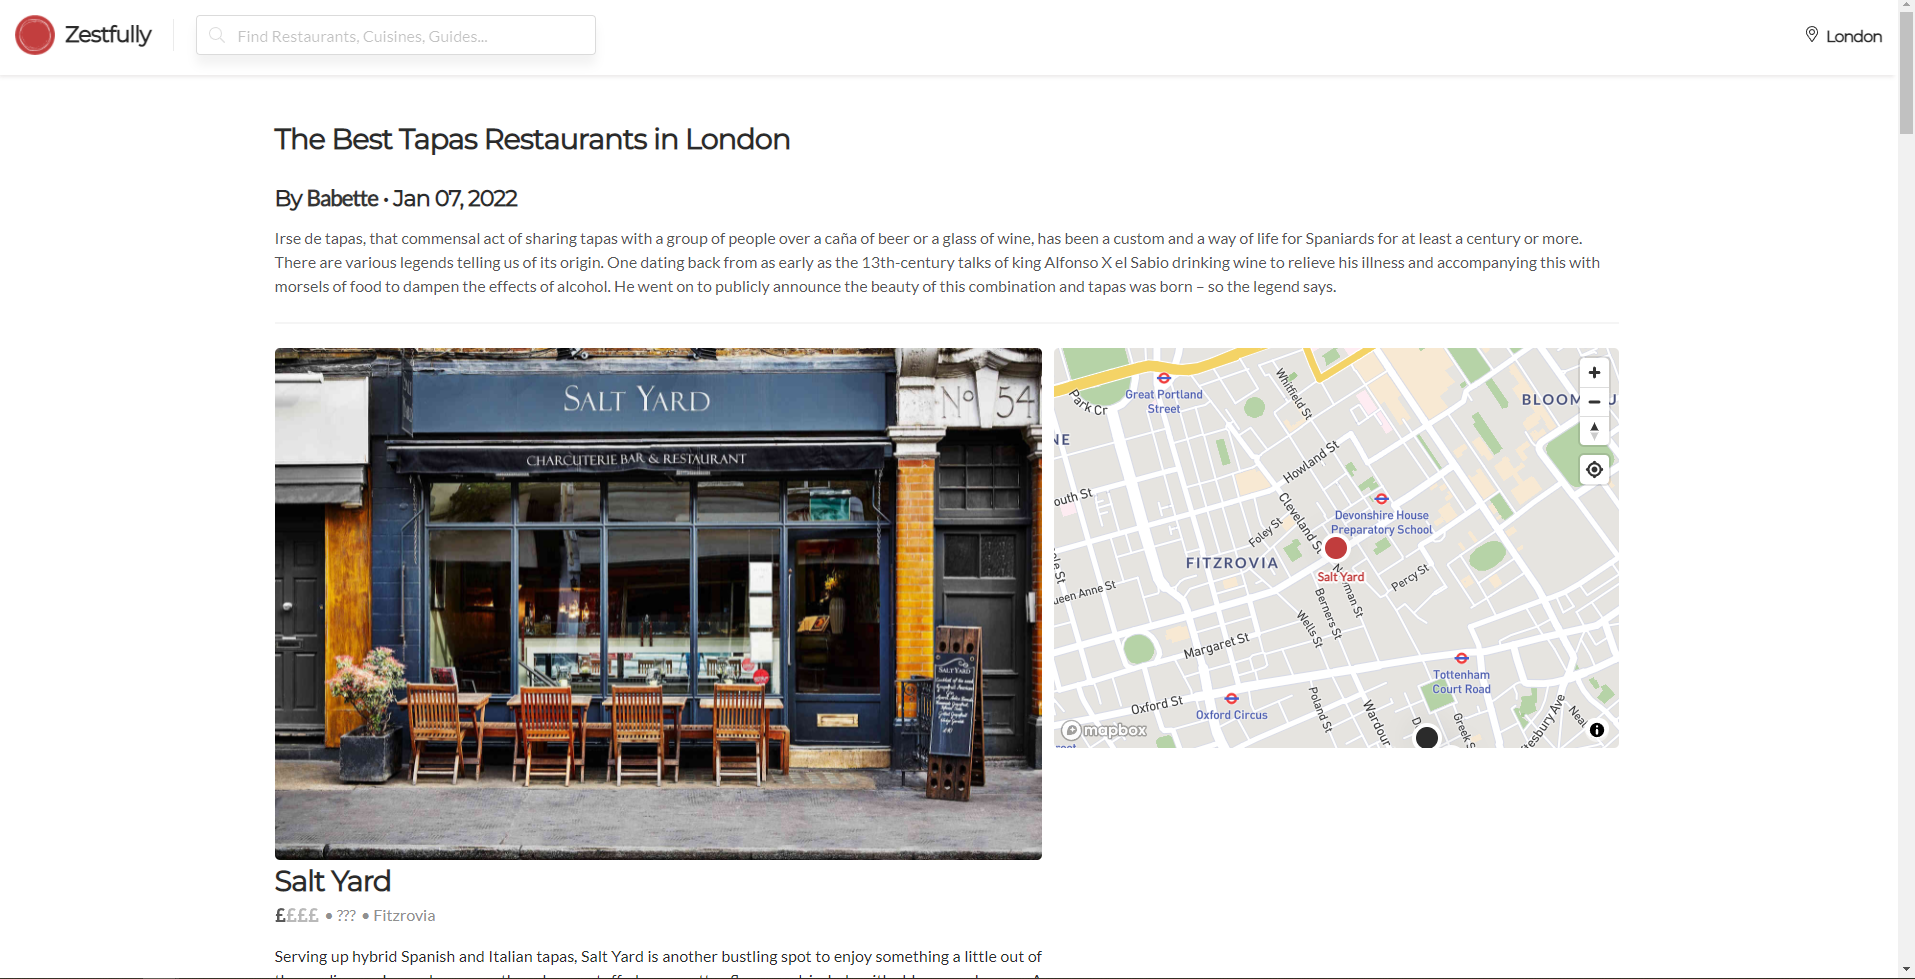 Zestfully
Find Restaurants, Cuisines, Guides...
London
The Best Tapas Restaurants in London
By Babette • Jan 07, 2022
Irse de tapas, that commensal act of sharing tapas with a group of people over a caña of beer or a glass of wine, has been a custom and a way of life for Spaniards for at least a century or more.
There are various legends telling us of its origin. One dating back from as early as the 13th-century talks of king Alfonso X el Sabio drinking wine to relieve his illness and accompanying this with
morsels of food to dampen the effects of alcohol. He went on to publicly announce the beauty of this combination and tapas was born – so the legend says.
SALT YARD
Nº 54
CHARCUTERIE BAR & RESTAURANT
SALT YARD
Great Portland
Street
Park Cr
Whitfield St
BLOOM
U
NE
Howland St
outh St
Cleveland St
Devonshire House
Preparatory School
Foley St
FITZROVIA
Salt Yard
Percy St
ueen Anne St
Berners St
Wells St
Margaret St
Tottenham
Court Road
Oxford St
Oxford Circus
Poland St
Wardour
Greek S
tesbury Ave
Neal
mapbox
Salt Yard
££££ • ??? • Fitzrovia
Serving up hybrid Spanish and Italian tapas, Salt Yard is another bustling spot to enjoy something a little out of